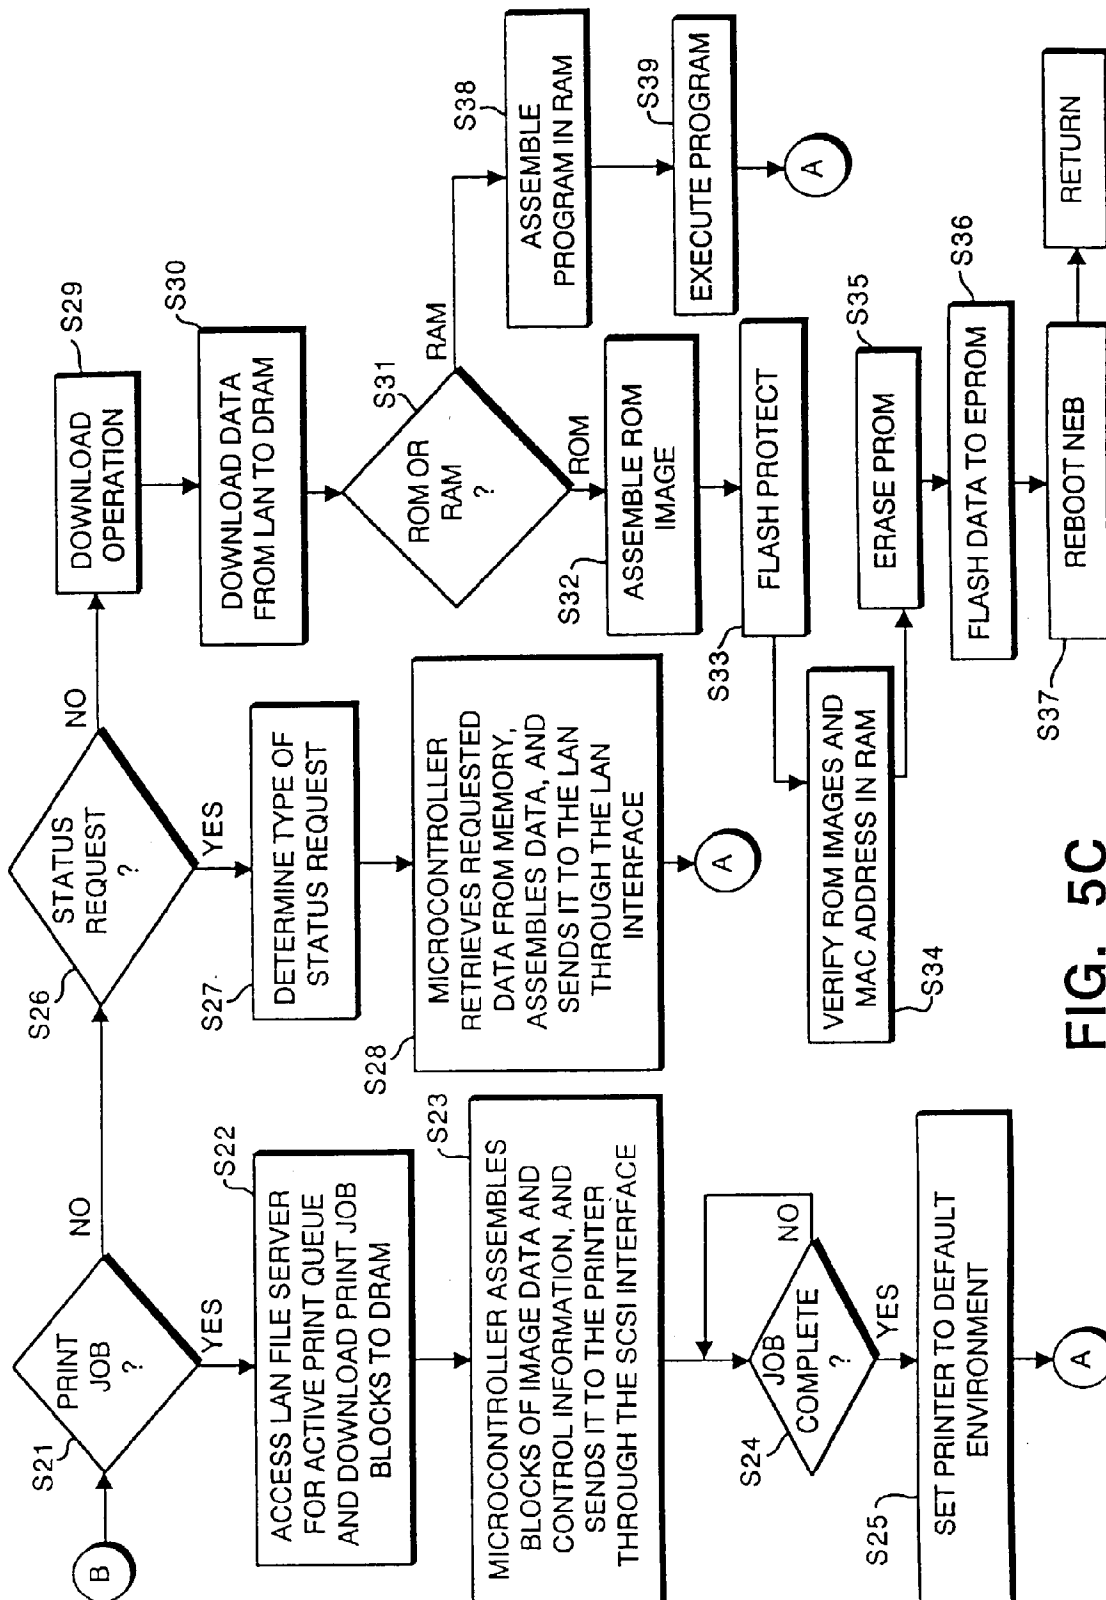 B
S21
PRINT
JOB
?
NO
YES
S22
ACCESS LAN FILE SERVER
FOR ACTIVE PRINT QUEUE
AND DOWNLOAD PRINT JOB
BLOCKS TO DRAM
S23
MICROCONTROLLER ASSEMBLES
BLOCKS OF IMAGE DATA AND
CONTROL INFORMATION, AND
SENDS IT TO THE PRINTER
THROUGH THE SCSI INTERFACE
S24
JOB
COMPLETE
?
NO
YES
S25
SET PRINTER TO DEFAULT
ENVIRONMENT
A
S26
STATUS
REQUEST
?
NO
YES
S27
DETERMINE TYPE OF
STATUS REQUEST
S28
MICROCONTROLLER
RETRIEVES REQUESTED
DATA FROM MEMORY,
ASSEMBLES DATA, AND
SENDS IT TO THE LAN
THROUGH THE LAN
INTERFACE
A
S29
DOWNLOAD
OPERATION
S30
DOWNLOAD DATA
FROM LAN TO DRAM
S31
ROM OR
RAM
?
RAM
ROM
S32
ASSEMBLE ROM
IMAGE
S33
FLASH PROTECT
VERIFY ROM IMAGES AND
MAC ADDRESS IN RAM
S34
S35
ERASE PROM
S36
FLASH DATA TO EPROM
S37
REBOOT NEB
RETURN
S38
ASSEMBLE
PROGRAM IN RAM
S39
EXECUTE PROGRAM
A
FIG. 5C